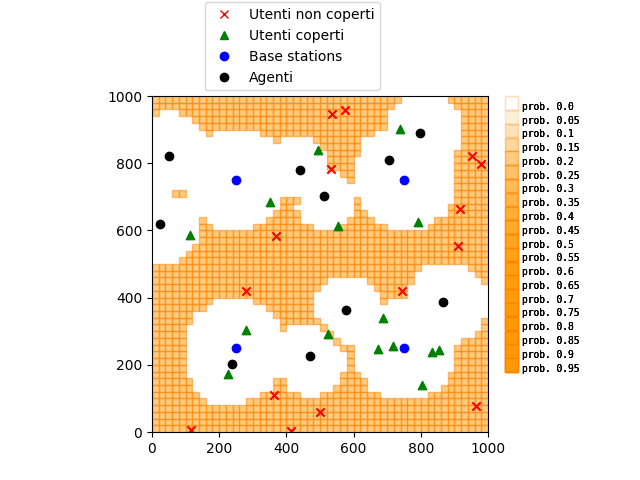 Utenti non coperti
Utenti coperti
Base stations
Agenti
1000
800
600
400
200
0
0 200 400 600 800 1000
prob. 0.0
prob. 0.05
prob. 0.1
prob. 0.15
prob. 0.2
prob. 0.25
prob. 0.3
prob. 0.35
prob. 0.4
prob. 0.45
prob. 0.5
prob. 0.55
prob. 0.6
prob. 0.65
prob. 0.7
prob. 0.75
prob. 0.8
prob. 0.85
prob. 0.9
prob. 0.95